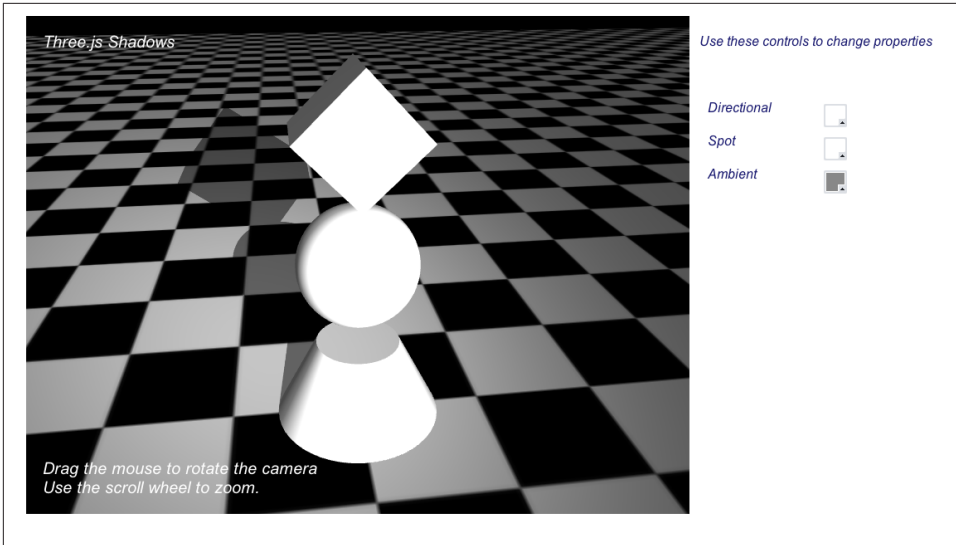 Three.js Shadows
Use these controls to change properties
Directional
Spot
Ambient
Drag the mouse to rotate the camera
Use the scroll wheel to zoom.